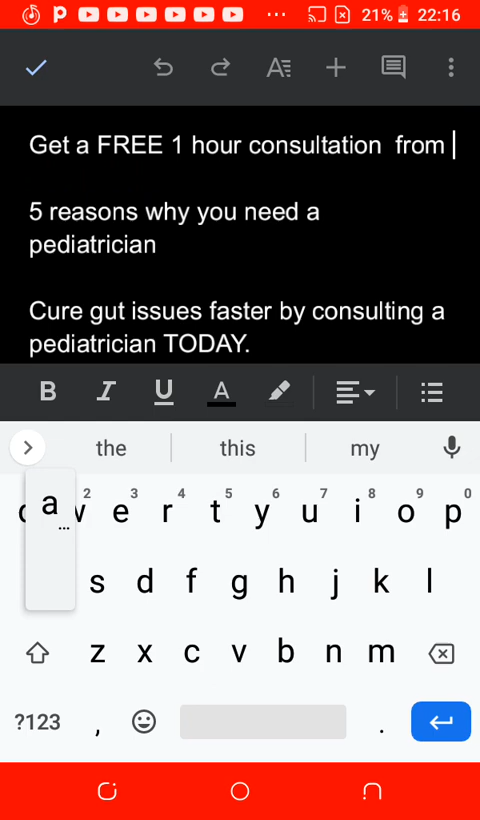 21% 22:16
Get a FREE 1 hour consultation  from
5 reasons why you need a
pediatrician
Cure gut issues faster by consulting a
pediatrician TODAY.
B I U A
the this my
a
2 3 4 5 6 7 8 9 0
e r t y u i o p
s d f g h j k l
z x c v b n m
?123 , .